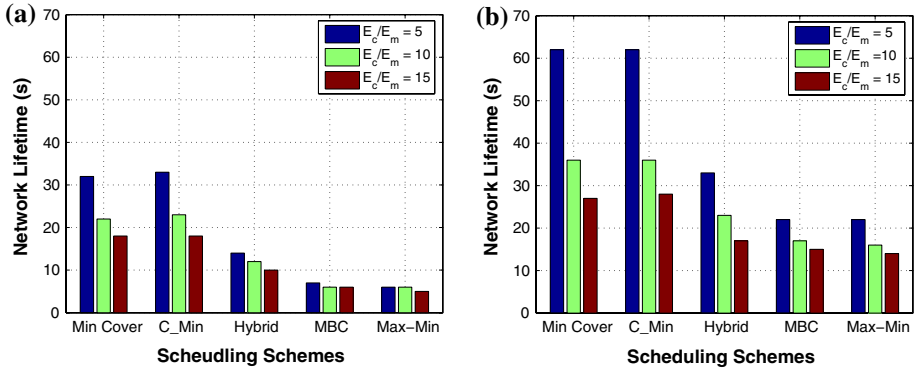 (a)
70
60
50
40
30
20
10
0
Network Lifetime (s)
E_c/E_m = 5
E_c/E_m = 10
E_c/E_m = 15
Min Cover C_Min Hybrid MBC Max-Min
Scheudling Schemes
(b)
70
60
50
40
30
20
10
0
Network Lifetime (s)
E_c/E_m = 5
E_c/E_m =10
E_c/E_m = 15
Min Cover C_Min Hybrid MBC Max-Min
Scheduling Schemes